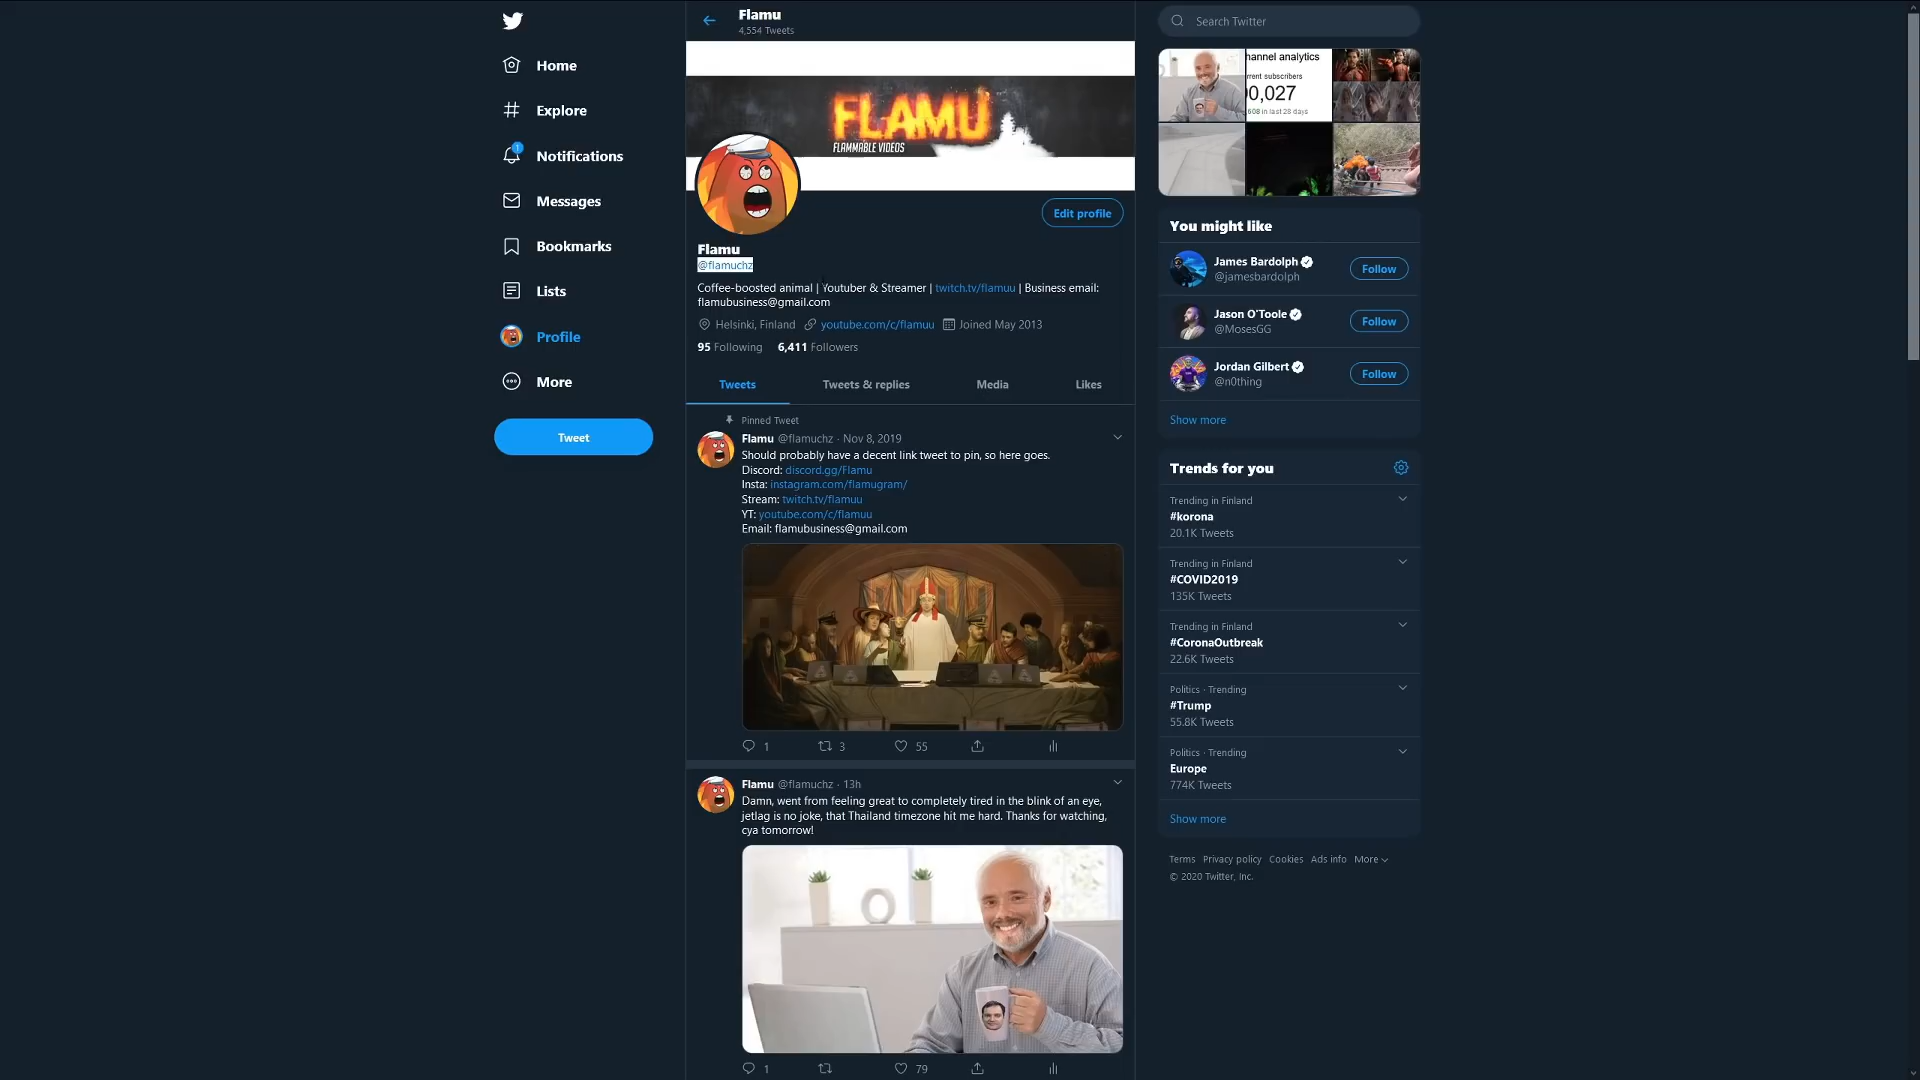 Flamu
4,554 Tweets
Home
Explore
1
Notifications
Messages
Bookmarks
Lists
Profile
More
Tweet
FLAMU
FLAMMABLE VIDEOS
Edit profile
Flamu
@flamuchz
Coffee-boosted animal | Youtuber & Streamer | twitch.tv/flamuu | Business email:
flamubusiness@gmail.com
Helsinki, Finland youtube.com/c/flamuu Joined May 2013
95 Following 6,411 Followers
Tweets Tweets & replies Media Likes
Pinned Tweet
Flamu @flamuchz · Nov 8, 2019
Should probably have a decent link tweet to pin, so here goes.
Discord: discord.gg/Flamu
Insta: instagram.com/flamugram/
Stream: twitch.tv/flamuu
YT: youtube.com/c/flamuu
Email: flamubusiness@gmail.com
1 3 55
Flamu @flamuchz · 13h
Damn, went from feeling great to completely tired in the blink of an eye,
jetlag is no joke, that Thailand timezone hit me hard. Thanks for watching,
cya tomorrow!
1 79
Search Twitter
hannel analytics
rrent subscribers
0,027
608 in last 28 days
You might like
James Bardolph
@jamesbardolph
Follow
Jason O'Toole
@MosesGG
Follow
Jordan Gilbert
@n0thing
Follow
Show more
Trends for you
Trending in Finland
#korona
20.1K Tweets
Trending in Finland
#COVID2019
135K Tweets
Trending in Finland
#CoronaOutbreak
22.6K Tweets
Politics · Trending
#Trump
55.8K Tweets
Politics · Trending
Europe
774K Tweets
Show more
Terms Privacy policy Cookies Ads info More
© 2020 Twitter, Inc.